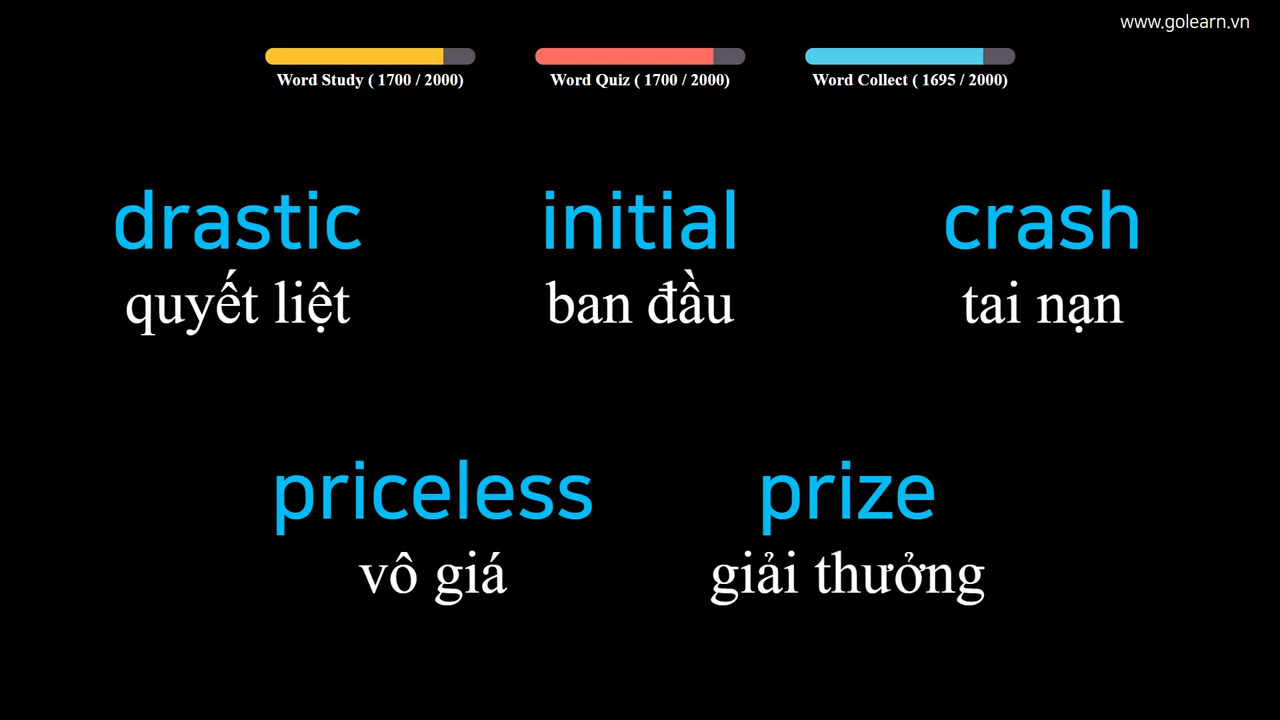 www.golearn.vn
Word Study ( 1700 / 2000)
Word Quiz ( 1700 / 2000)
Word Collect ( 1695 / 2000)
drastic
quyết liệt
initial
ban đầu
crash
tai nạn
priceless
vô giá
prize
giải thưởng